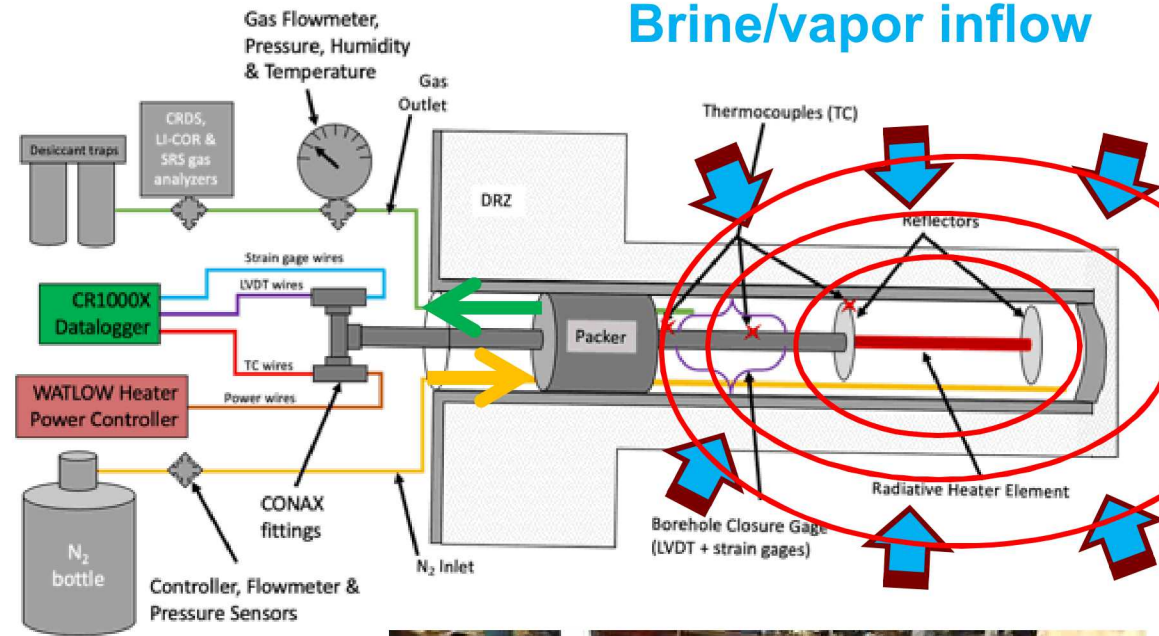 Brine/vapor inflow
Gas Flowmeter,
Pressure, Humidity
& Temperature
Gas
Outlet
Thermocouples (TC)
CRDS,
LI-COR &
SRS gas
analyzers
Desiccant traps
DRZ
Reflectors
Strain gage wires
LVDT wires
CR1000X
Datalogger
Packer
TC wires
WATLOW Heater
Power Controller
Power wires
Radiative Heater Element
CONAX
fittings
Borehole Closure Gage
(LVDT + strain gages)
N₂
bottle
N₂ Inlet
Controller, Flowmeter &
Pressure Sensors